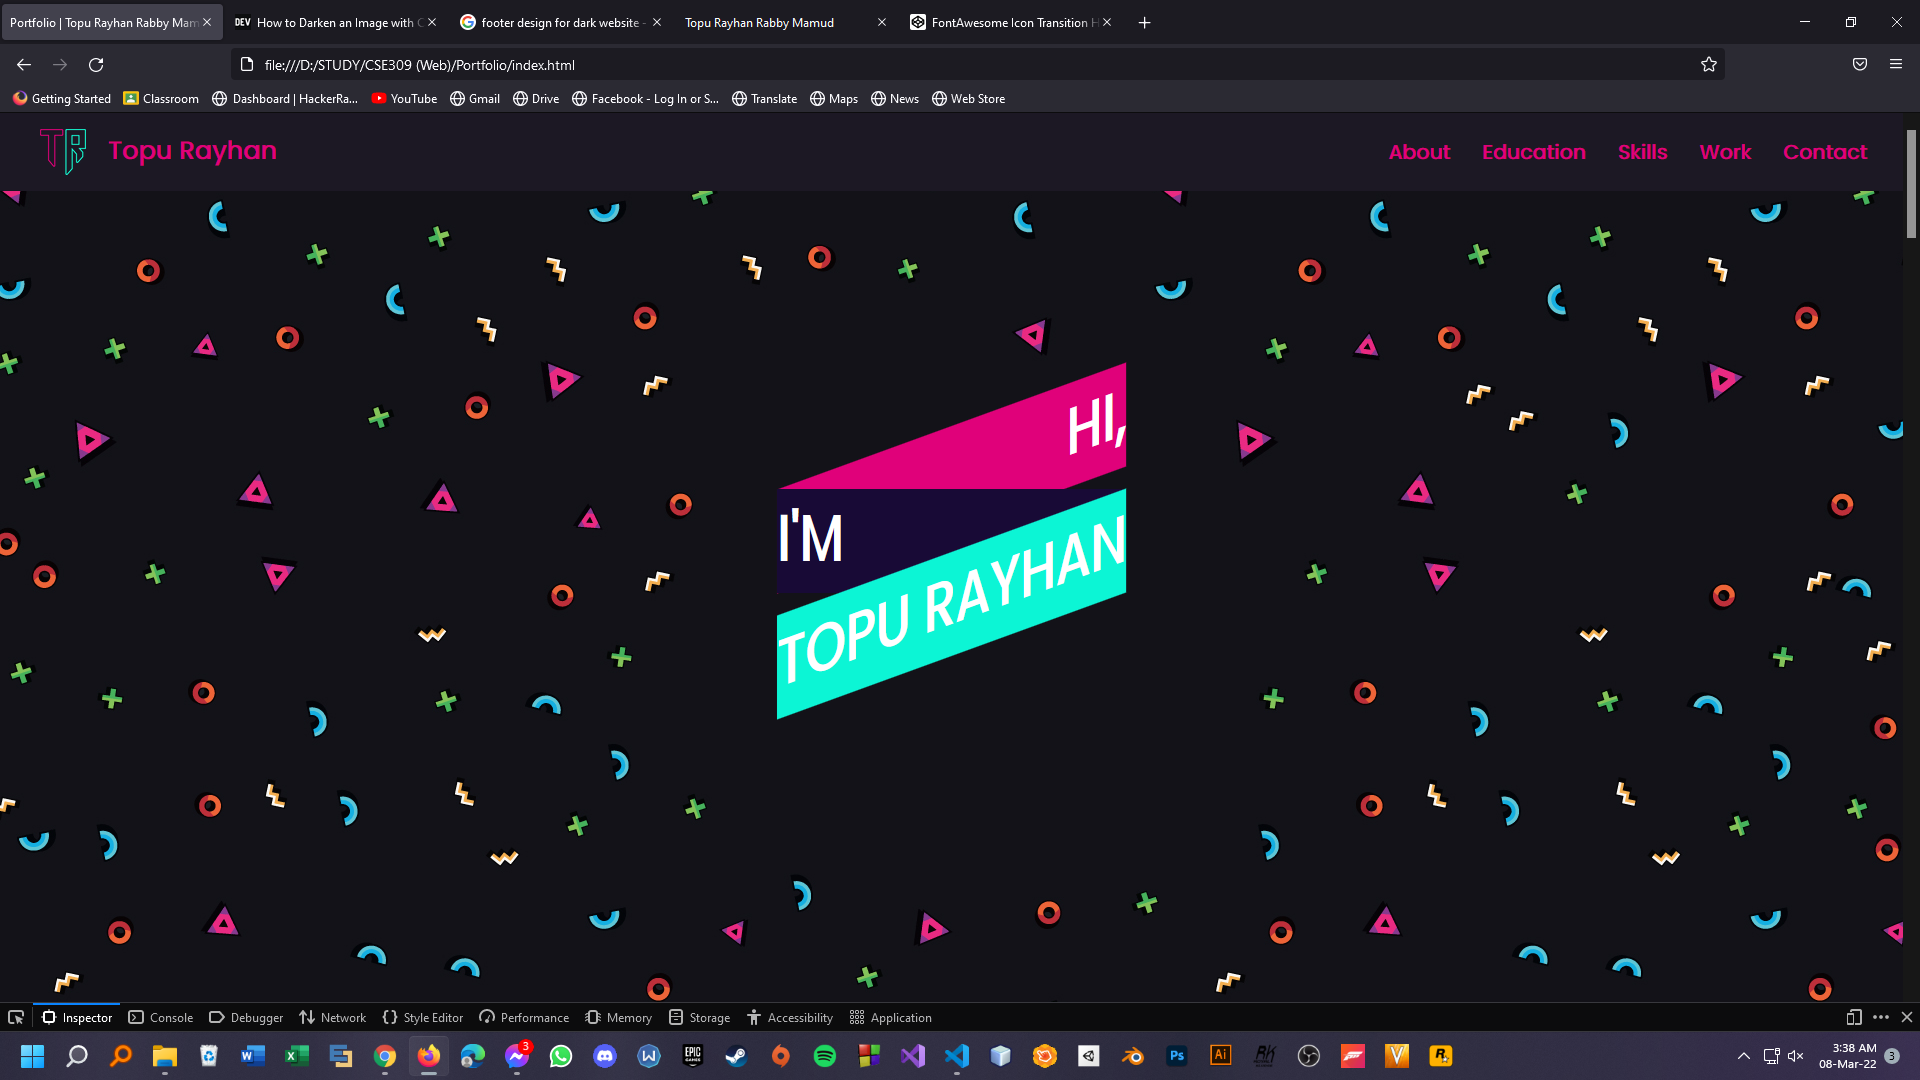 Portfolio | Topu Rayhan Rabby Mam
How to Darken an Image with C
footer design for dark website -
Topu Rayhan Rabby Mamud
FontAwesome Icon Transition H
file:///D:/STUDY/CSE309 (Web)/Portfolio/index.html
Getting Started
Classroom
Dashboard | HackerRa...
YouTube
Gmail
Drive
Facebook - Log In or S...
Translate
Maps
News
Web Store
TR
Topu Rayhan
About
Education
Skills
Work
Contact
HI,
I'M
TOPU RAYHAN
Inspector
Console
Debugger
Network
Style Editor
Performance
Memory
Storage
Accessibility
Application
3:38 AM
08-Mar-22
3